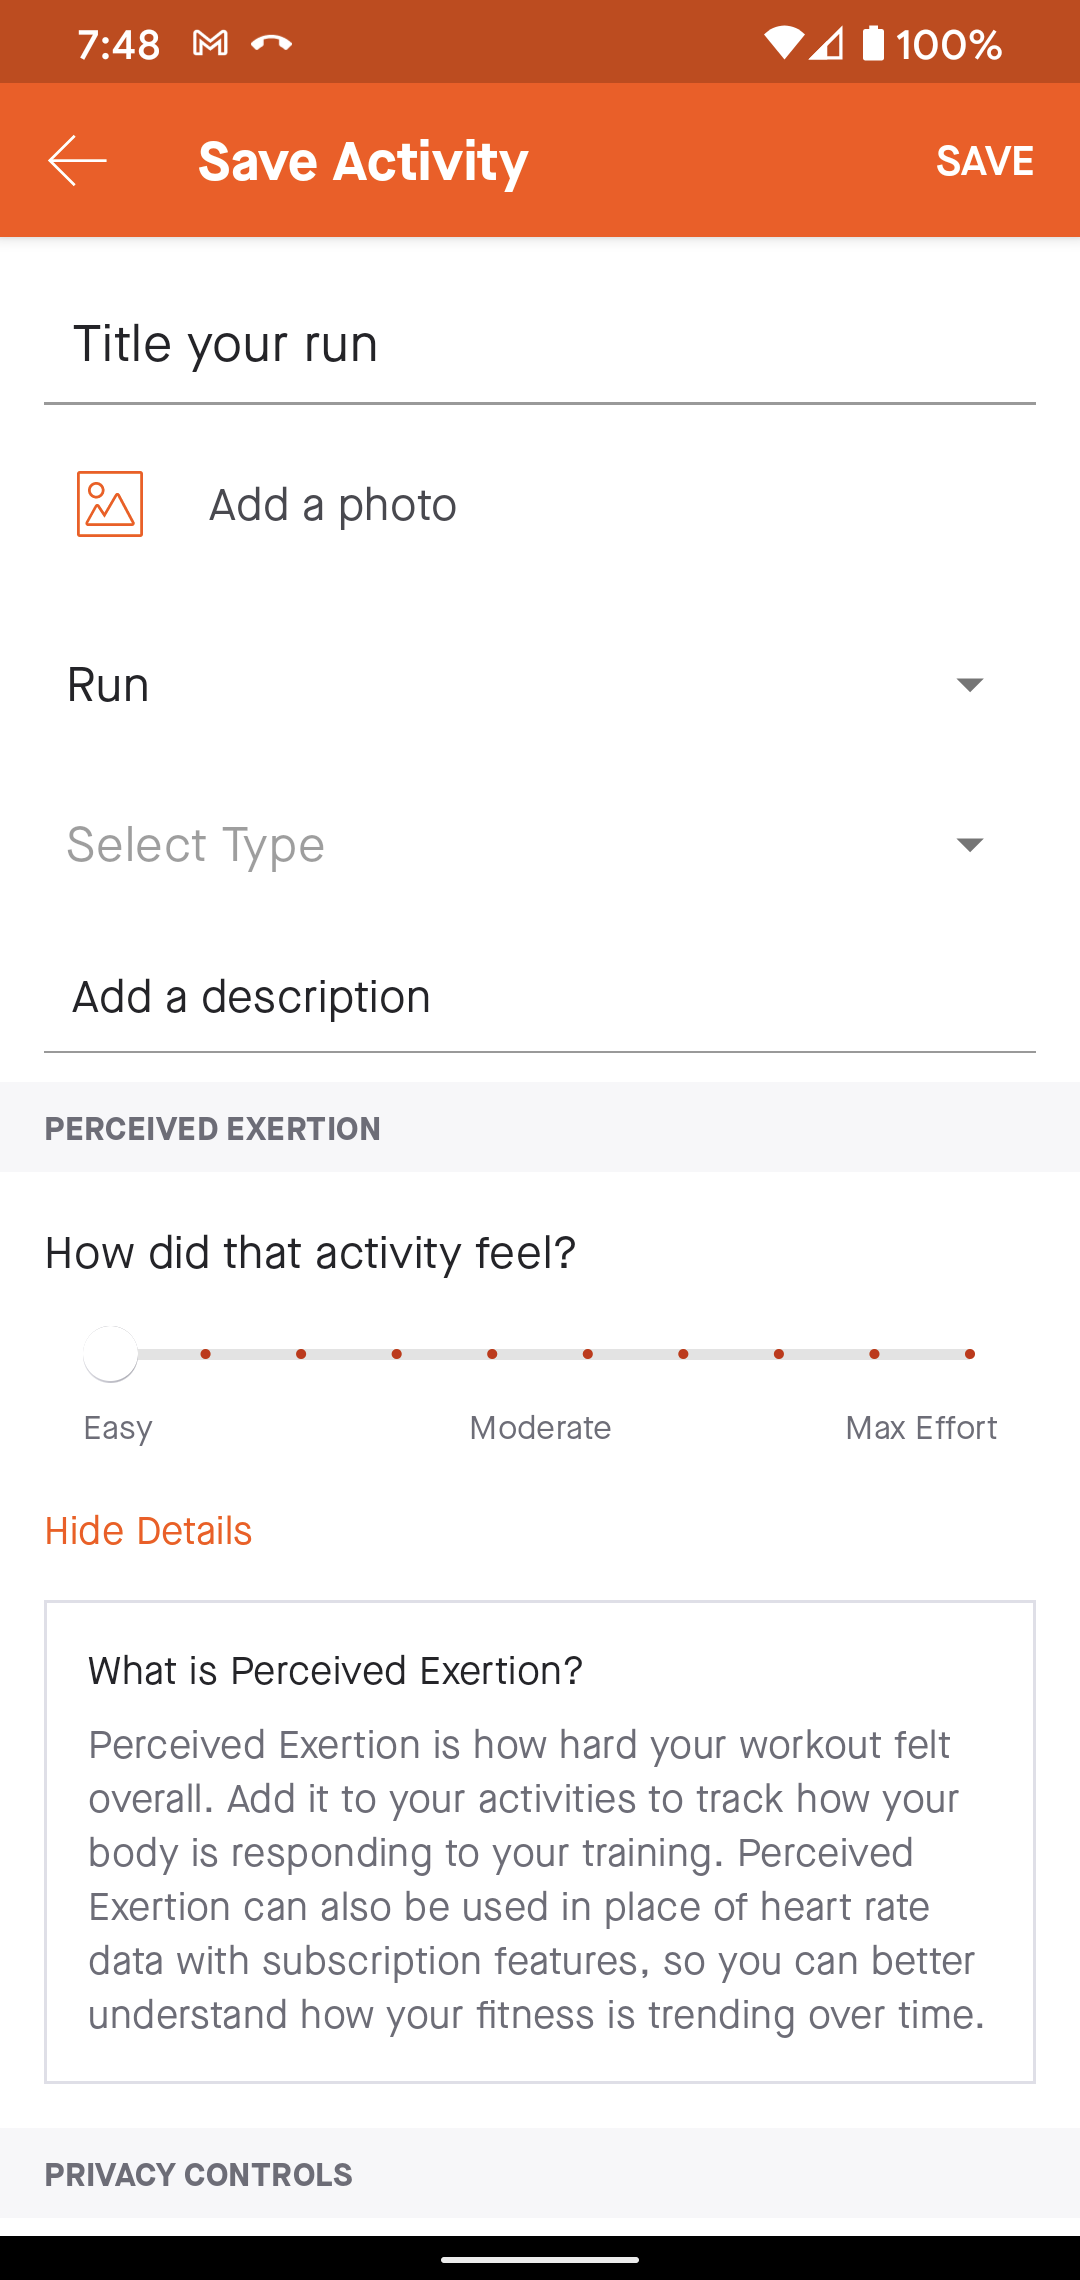 7:48 100%
Save Activity SAVE
Title your run
Add a photo
Run
Select Type
Add a description
PERCEIVED EXERTION
How did that activity feel?
Easy Moderate Max Effort
Hide Details
What is Perceived Exertion?
Perceived Exertion is how hard your workout felt
overall. Add it to your activities to track how your
body is responding to your training. Perceived
Exertion can also be used in place of heart rate
data with subscription features, so you can better
understand how your fitness is trending over time.
PRIVACY CONTROLS